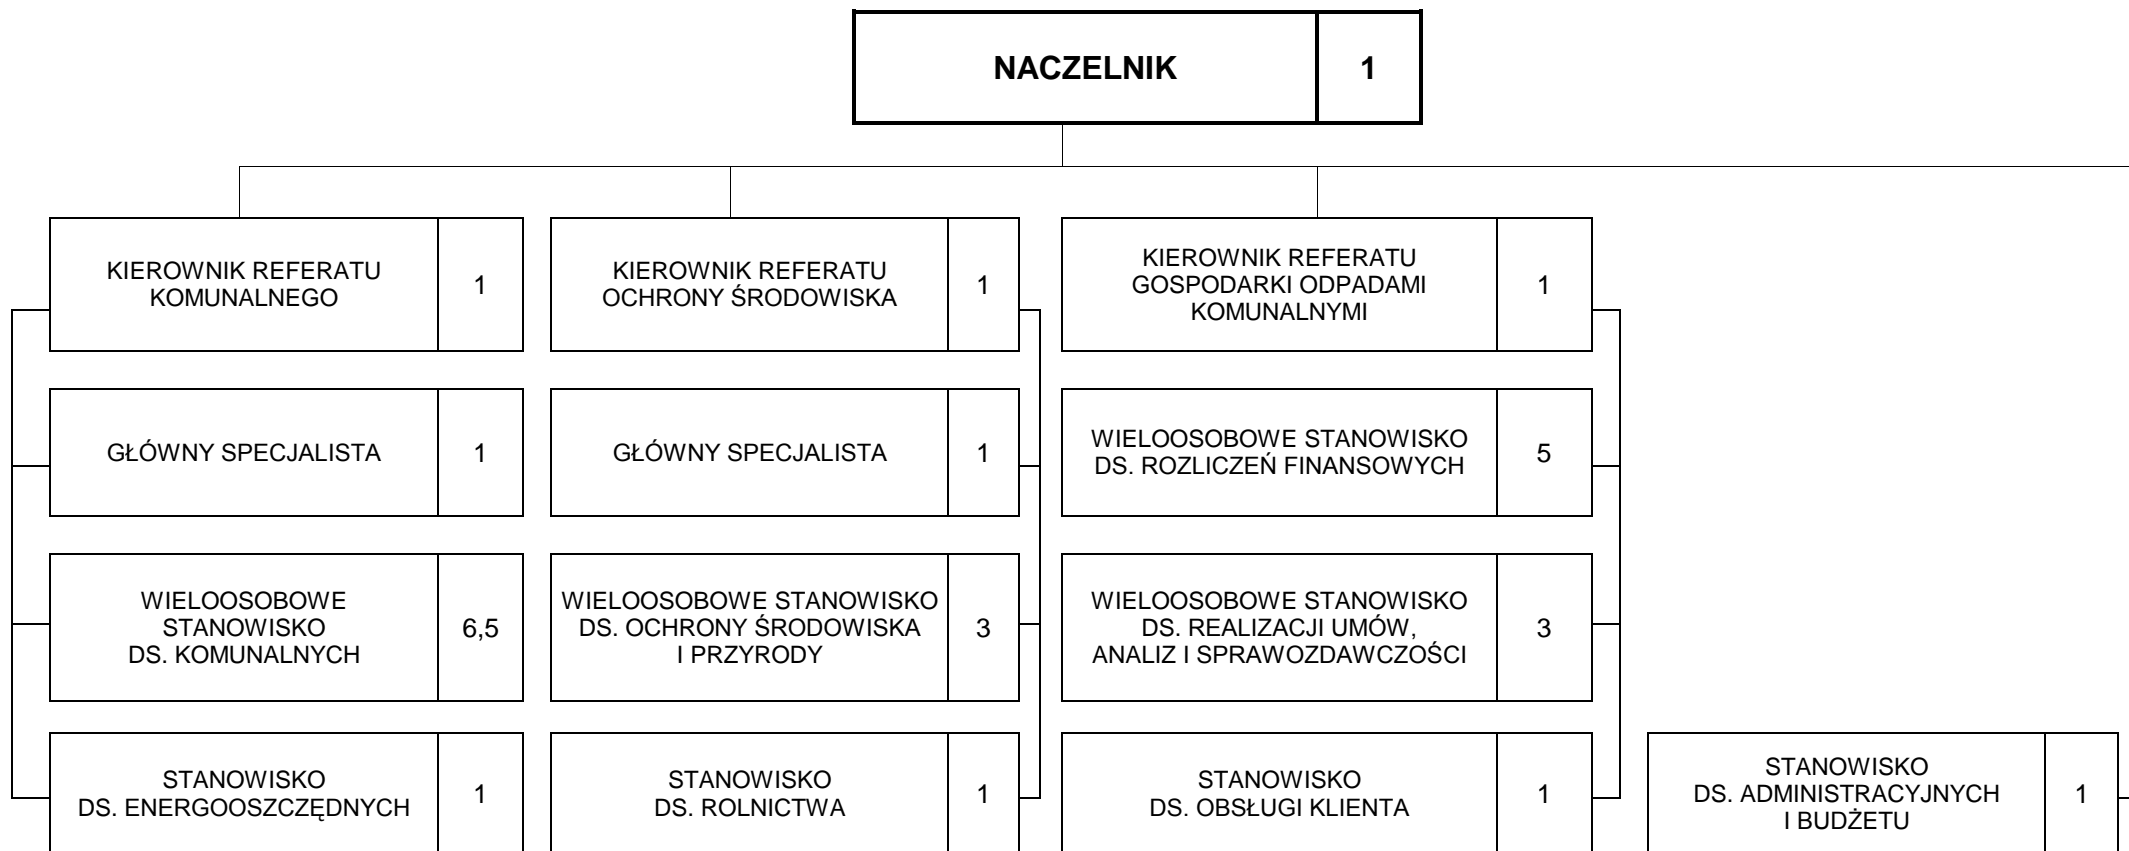 NACZELNIK 1
KIEROWNIK REFERATU
KOMUNALNEGO
1
KIEROWNIK REFERATU
OCHRONY ŚRODOWISKA
1
KIEROWNIK REFERATU
GOSPODARKI ODPADAMI
KOMUNALNYMI
1
GŁÓWNY SPECJALISTA 1
GŁÓWNY SPECJALISTA 1
WIELOOSOBOWE STANOWISKO
DS. ROZLICZEŃ FINANSOWYCH
5
WIELOOSOBOWE
STANOWISKO
DS. KOMUNALNYCH
6,5
WIELOOSOBOWE STANOWISKO
DS. OCHRONY ŚRODOWISKA
I PRZYRODY
3
WIELOOSOBOWE STANOWISKO
DS. REALIZACJI UMÓW,
ANALIZ I SPRAWOZDAWCZOŚCI
3
STANOWISKO
DS. ENERGOOSZCZĘDNYCH
1
STANOWISKO
DS. ROLNICTWA
1
STANOWISKO
DS. OBSŁUGI KLIENTA
1
STANOWISKO
DS. ADMINISTRACYJNYCH
I BUDŻETU
1